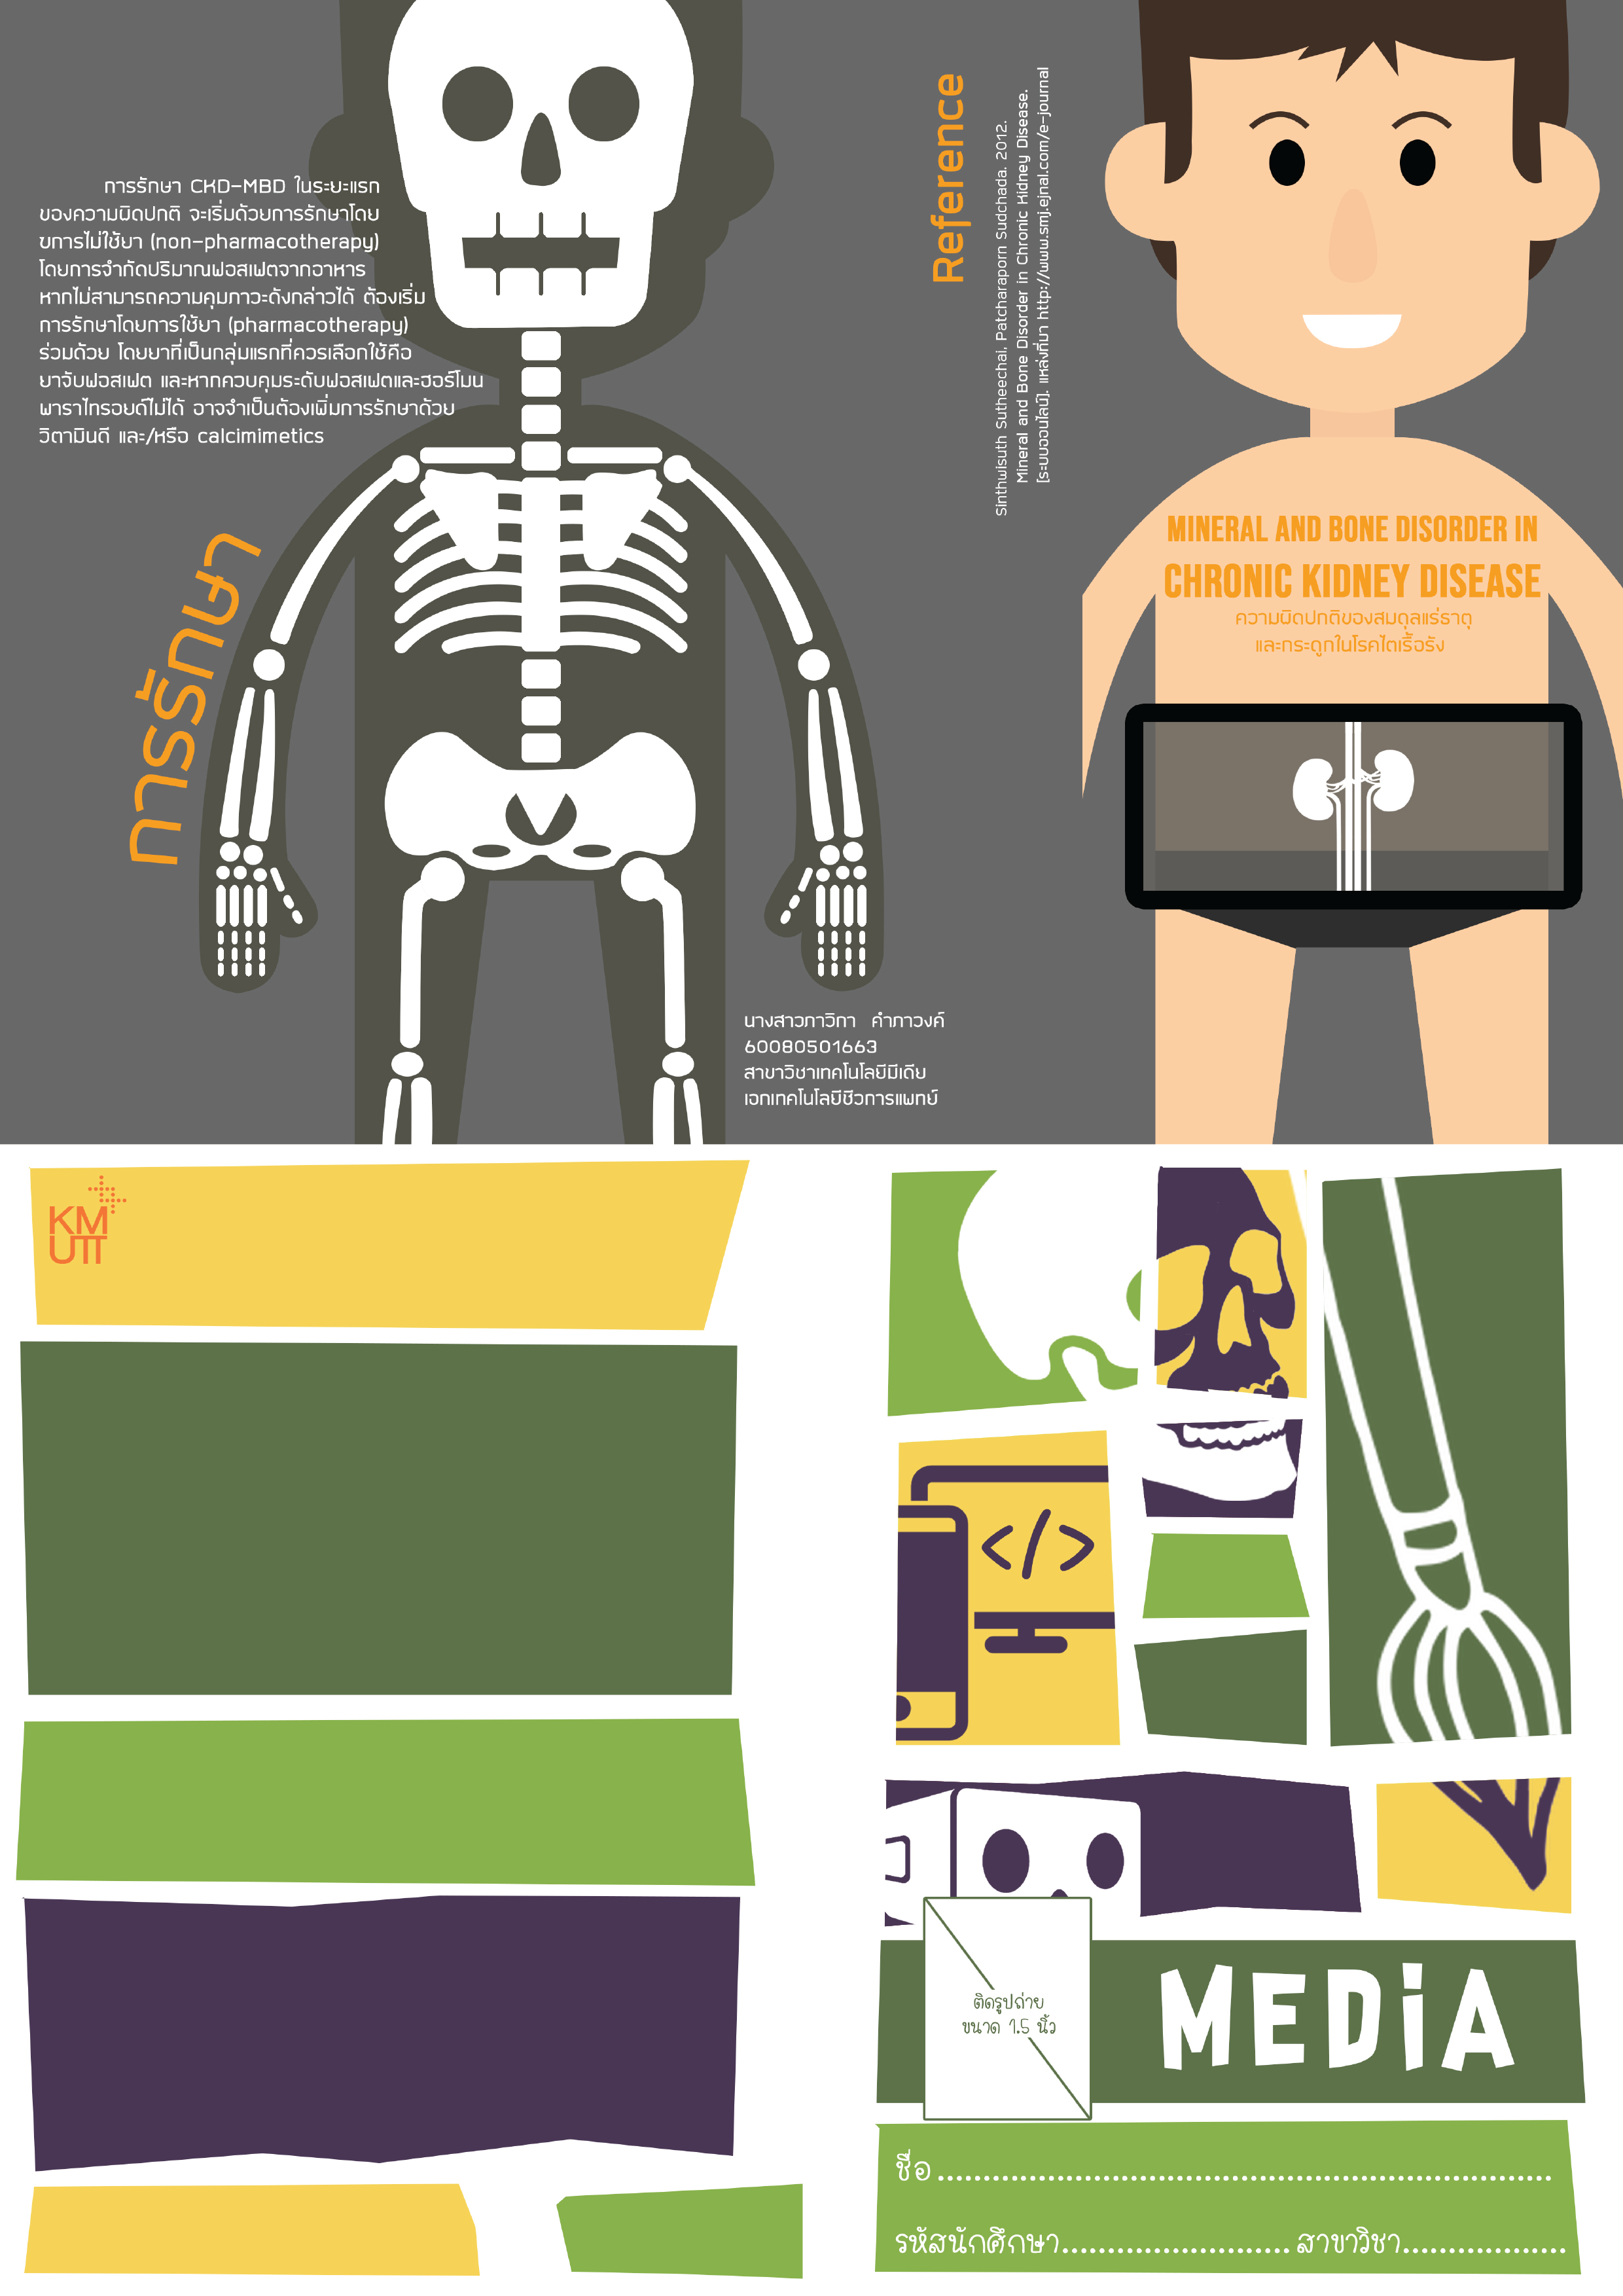 การรักษา CKD-MBD ในระยะแรก
ของความผิดปกติ จะเริ่มด้วยการรักษาโดย
ขการไม่ใช้ยา (non-pharmacotherapy)
โดยการจำกัดปริมาณฟอสเฟตจากอาหาร
หากไม่สามารถความคุมภาวะดังกล่าวได้ ต้องเริ่ม
การรักษาโดยการใช้ยา (pharmacotherapy)
ร่วมด้วย โดยยาที่เป็นกลุ่มแรกที่ควรเลือกใช้คือ
ยาจับฟอสเฟต และหากควบคุมระดับฟอสเฟตและฮอร์โมน
พาราไทรอยด์ไม่ได้ อาจจำเป็นต้องเพิ่มการรักษาด้วย
วิตามินดี และ/หรือ calcimimetics
การรักษา
Reference
Sinthwisuth Sutheechai, Patcharaporn Sudchada. 2012.
Mineral and Bone Disorder in Chronic Kidney Disease.
[ระบบออนไลน์]. แหล่งที่มา http://www.smj.ejnal.com/e-journal
นางสาวภาวิกา คำภาวงค์
60080501663
สาขาวิชาเทคโนโลยีมีเดีย
เอกเทคโนโลยีชีวการแพทย์
MINERAL AND BONE DISORDER IN
CHRONIC KIDNEY DISEASE
ความผิดปกติของสมดุลแร่ธาตุ
และกระดูกในโรคไตเรื้อรัง
KM
UTT
</>
ติดรูปถ่าย
ขนาด 1.5 นิ้ว
MEDiA
ชื่อ................................................................................
รหัสนักศึกษา.............................. สาขาวิชา...................